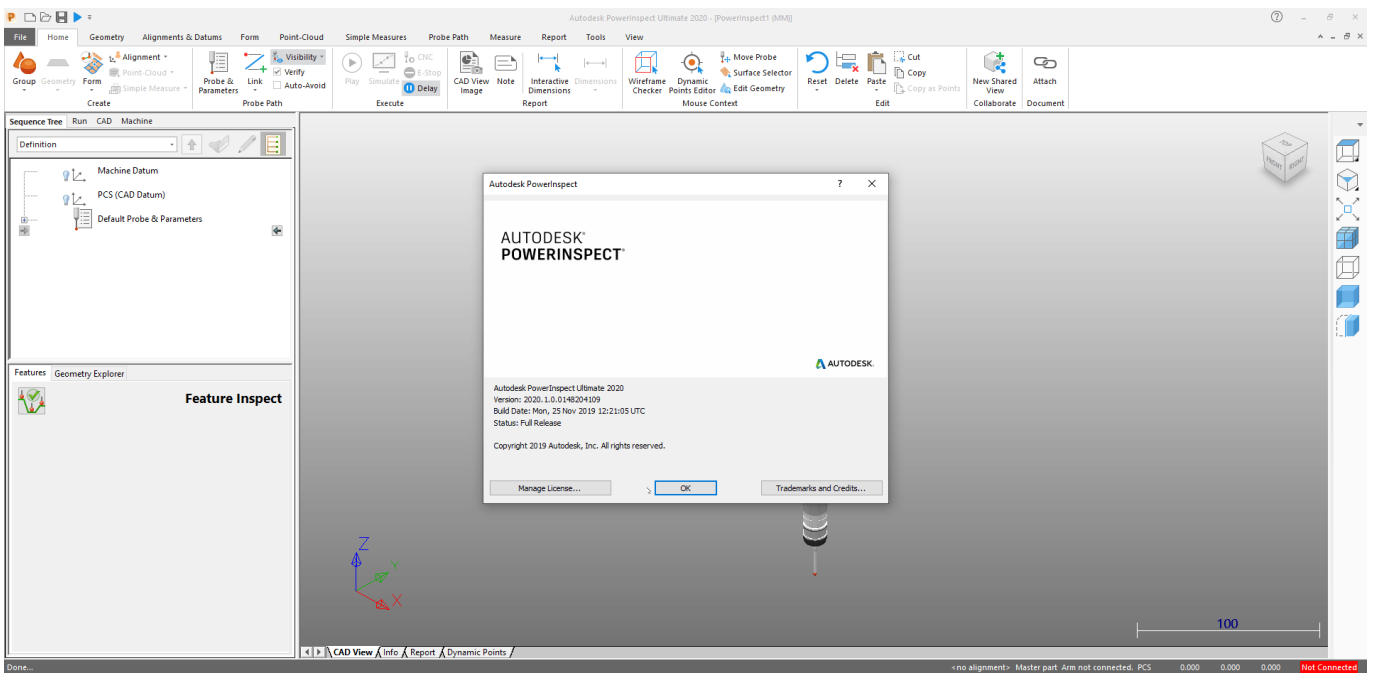 Autodesk PowerInspect Ultimate 2020 - [PowerInspect1 (MM)]
File Home Geometry Alignments & Datums Form Point-Cloud Simple Measures Probe Path Measure Report Tools View
Group
Geometry
Form
Alignment
Point-Cloud
Simple Measure
Create
Probe & Parameters
Link
Visibility
Verify
Auto-Avoid
Probe Path
Play
Simulate
To CNC
E-Stop
Delay
Execute
CAD View Image
Note
Interactive Dimensions
Dimensions
Report
Wireframe Checker
Dynamic Points Editor
Move Probe
Surface Selector
Edit Geometry
Mouse Context
Reset
Delete
Paste
Cut
Copy
Copy as Points
Edit
New Shared View
Collaborate
Attach
Document
Sequence Tree Run CAD Machine
Definition
Machine Datum
PCS (CAD Datum)
Default Probe & Parameters
Features Geometry Explorer
Feature Inspect
TOP
FRONT
RIGHT
Autodesk PowerInspect
AUTODESK®
POWERINSPECT®
AUTODESK.
Autodesk PowerInspect Ultimate 2020
Version: 2020.1.0.0148204109
Build Date: Mon, 25 Nov 2019 12:21:05 UTC
Status: Full Release
Copyright 2019 Autodesk, Inc. All rights reserved.
Manage License...
OK
Trademarks and Credits...
Z
Y
X
100
CAD View Info Report Dynamic Points
Done...
<no alignment> Master part Arm not connected. PCS 0.000 0.000 0.000 Not Connected